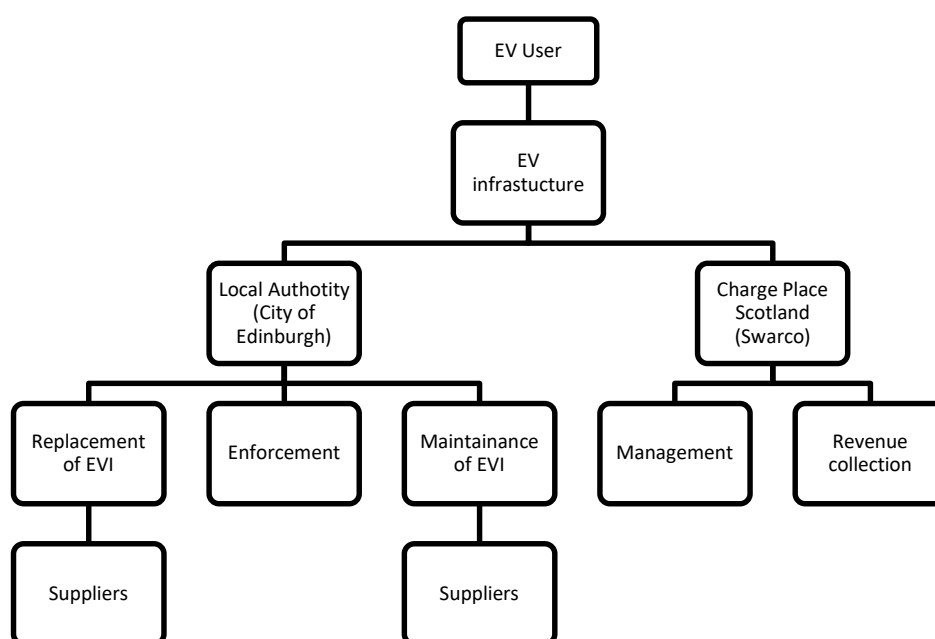 EV User
EV
infrastucture
Local Authotity
(City of
Edinburgh)
Charge Place
Scotland
(Swarco)
Replacement
of EVI
Enforcement
Maintainance
of EVI
Management
Revenue
collection
Suppliers
Suppliers